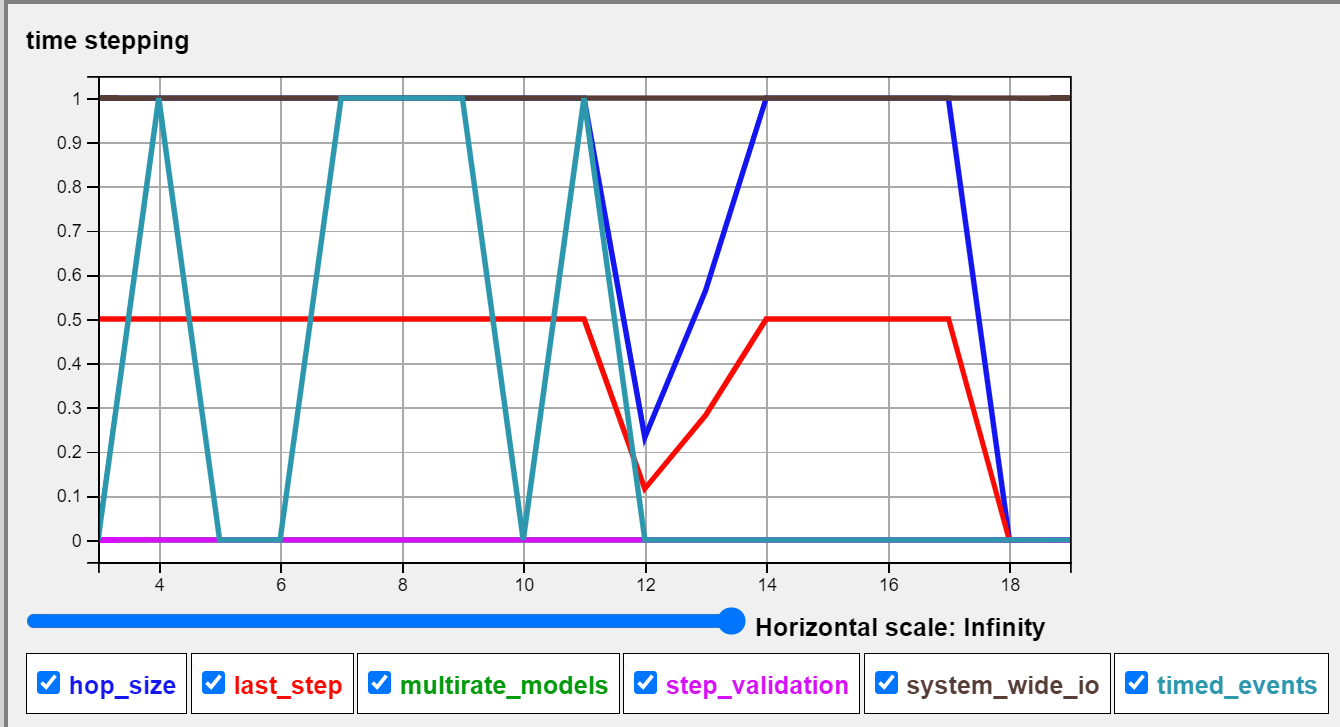 time stepping
1
0.9
0.8
0.7
0.6
0.5
0.4
0.3
0.2
0.1
0
4 6 8 10 12 14 16 18
Horizontal scale: Infinity
hop_size last_step multirate_models step_validation system_wide_io timed_events